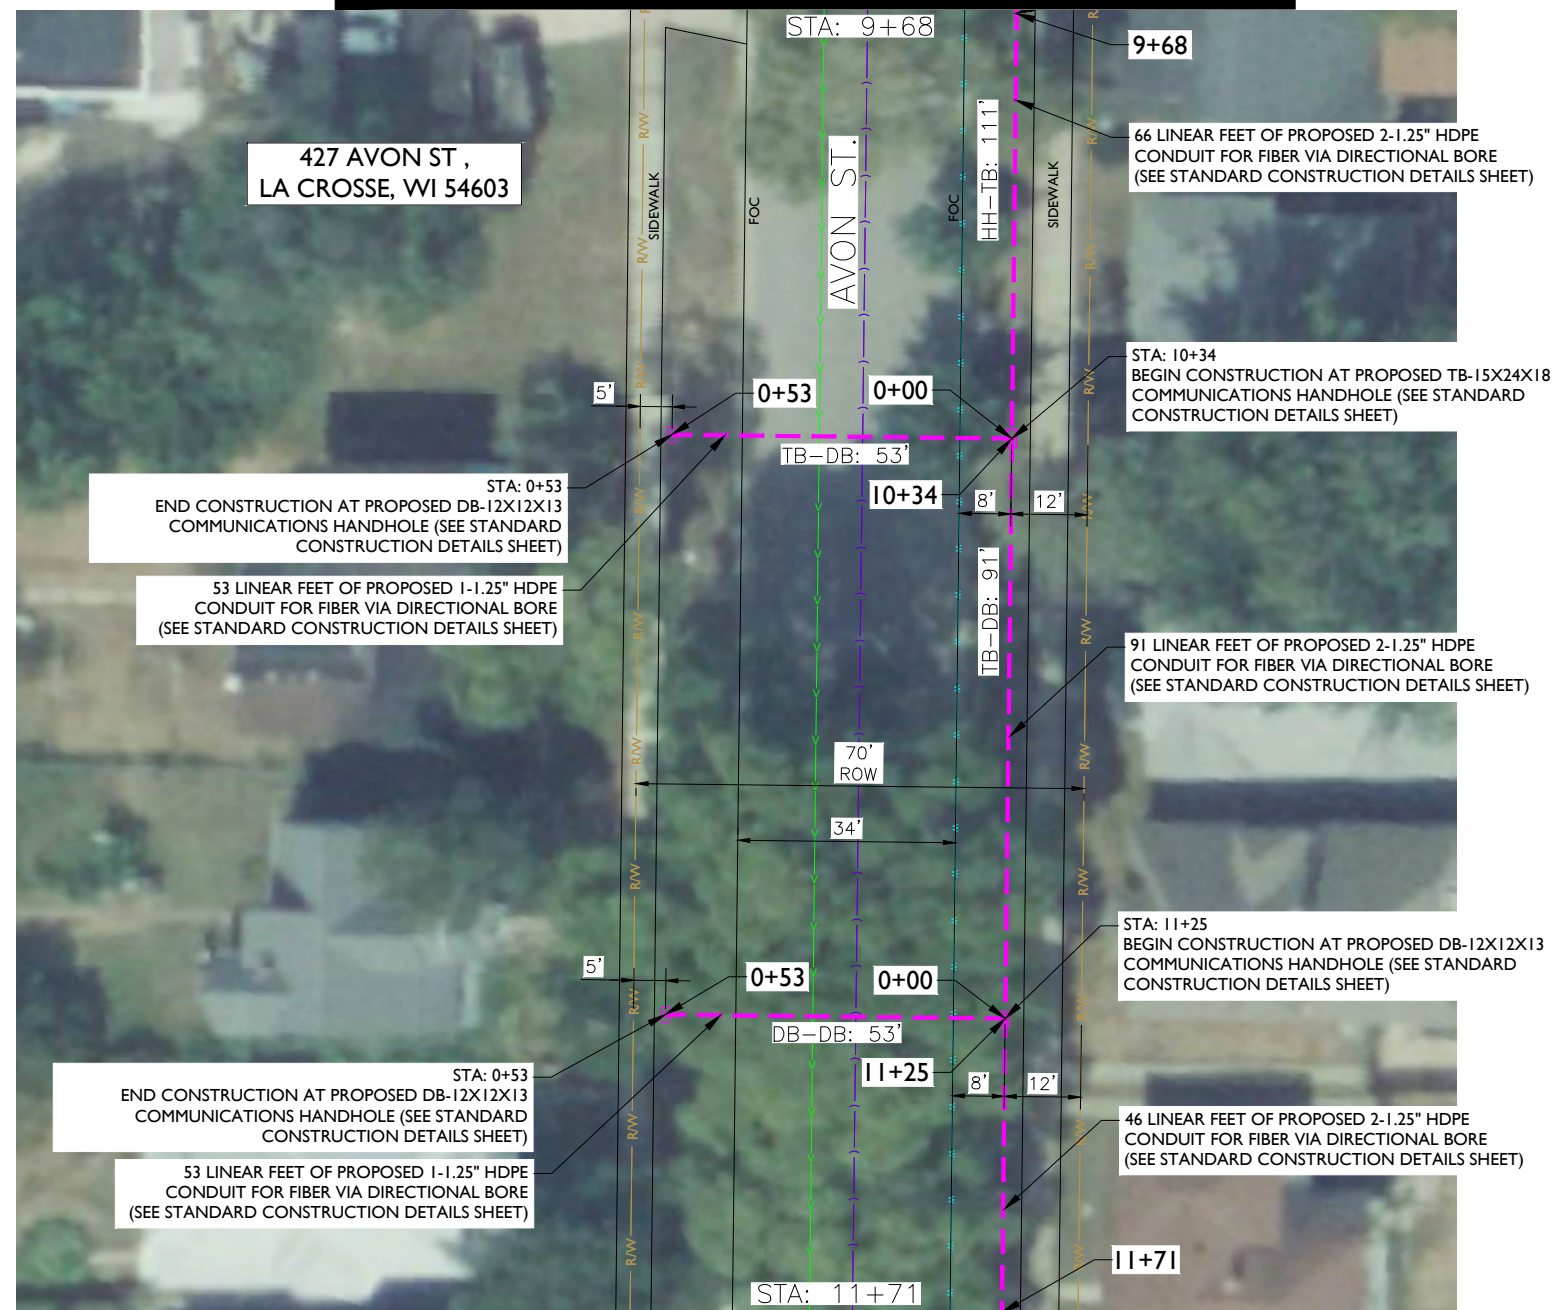 STA: 9+68
9+68
66 LINEAR FEET OF PROPOSED 2-1.25" HDPE
CONDUIT FOR FIBER VIA DIRECTIONAL BORE
(SEE STANDARD CONSTRUCTION DETAILS SHEET)
427 AVON ST ,
LA CROSSE, WI 54603
R/W
R/W
R/W
R/W
R/W
R/W
SIDEWALK
FOC
AVON ST.
FOC
HH-TB: 111'
SIDEWALK
STA: 10+34
BEGIN CONSTRUCTION AT PROPOSED TB-15X24X18
COMMUNICATIONS HANDHOLE (SEE STANDARD
CONSTRUCTION DETAILS SHEET)
R/W
R/W
5'
0+53
0+00
TB-DB: 53'
10+34
8'
12'
R/W
R/W
STA: 0+53
END CONSTRUCTION AT PROPOSED DB-12X12X13
COMMUNICATIONS HANDHOLE (SEE STANDARD
CONSTRUCTION DETAILS SHEET)
53 LINEAR FEET OF PROPOSED 1-1.25" HDPE
CONDUIT FOR FIBER VIA DIRECTIONAL BORE
(SEE STANDARD CONSTRUCTION DETAILS SHEET)
TB-DB: 91'
R/W
R/W
91 LINEAR FEET OF PROPOSED 2-1.25" HDPE
CONDUIT FOR FIBER VIA DIRECTIONAL BORE
(SEE STANDARD CONSTRUCTION DETAILS SHEET)
R/W
R/W
70'
ROW
34'
R/W
R/W
STA: 11+25
BEGIN CONSTRUCTION AT PROPOSED DB-12X12X13
COMMUNICATIONS HANDHOLE (SEE STANDARD
CONSTRUCTION DETAILS SHEET)
5'
0+53
0+00
R/W
R/W
DB-DB: 53'
11+25
8'
12'
STA: 0+53
END CONSTRUCTION AT PROPOSED DB-12X12X13
COMMUNICATIONS HANDHOLE (SEE STANDARD
CONSTRUCTION DETAILS SHEET)
R/W
R/W
46 LINEAR FEET OF PROPOSED 2-1.25" HDPE
CONDUIT FOR FIBER VIA DIRECTIONAL BORE
(SEE STANDARD CONSTRUCTION DETAILS SHEET)
53 LINEAR FEET OF PROPOSED 1-1.25" HDPE
CONDUIT FOR FIBER VIA DIRECTIONAL BORE
(SEE STANDARD CONSTRUCTION DETAILS SHEET)
R/W
R/W
11+71
STA: 11+71